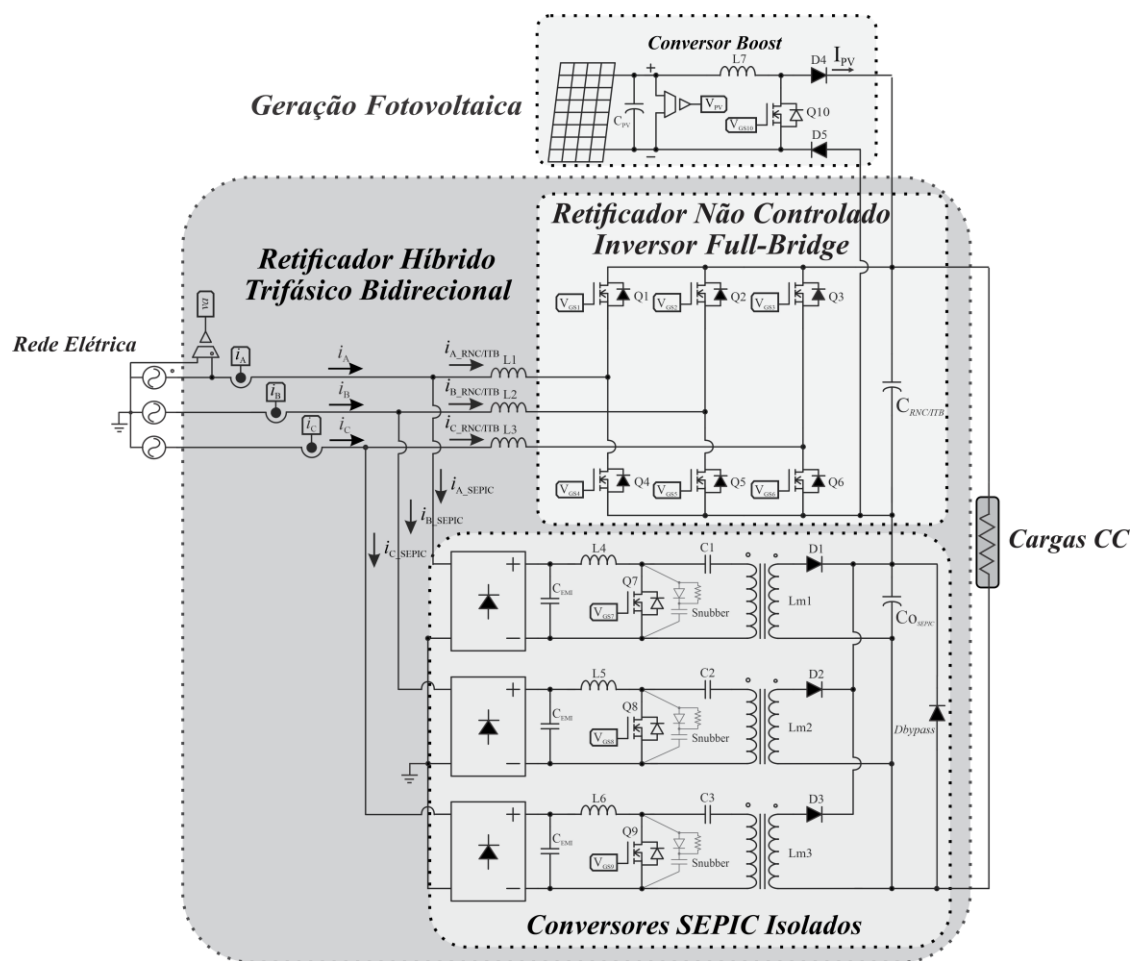 Conversor Boost
L7
D4
I_PV
+
Geração Fotovoltaica
C_PV
V_PV
V_GS10
Q10
−
D5
Retificador Não Controlado
Inversor Full-Bridge
Retificador Híbrido
Trifásico Bidirecional
V_GS1
Q1
V_GS2
Q2
V_GS3
Q3
va
Rede Elétrica
i_A
i_A
i_A_RNC/ITB
L1
i_B
i_B
i_B_RNC/ITB
L2
i_C
i_C
i_C_RNC/ITB
L3
C_RNC/ITB
V_GS4
Q4
V_GS5
Q5
V_GS6
Q6
i_A_SEPIC
i_B_SEPIC
i_C_SEPIC
Cargas CC
+
L4
C1
D1
C_EMI
Q7
V_GS7
Snubber
Lm1
Co_SEPIC
−
+
L5
C2
D2
C_EMI
Q8
V_GS8
Snubber
Lm2
Dbypass
−
+
L6
C3
D3
C_EMI
Q9
V_GS9
Snubber
Lm3
−
Conversores SEPIC Isolados